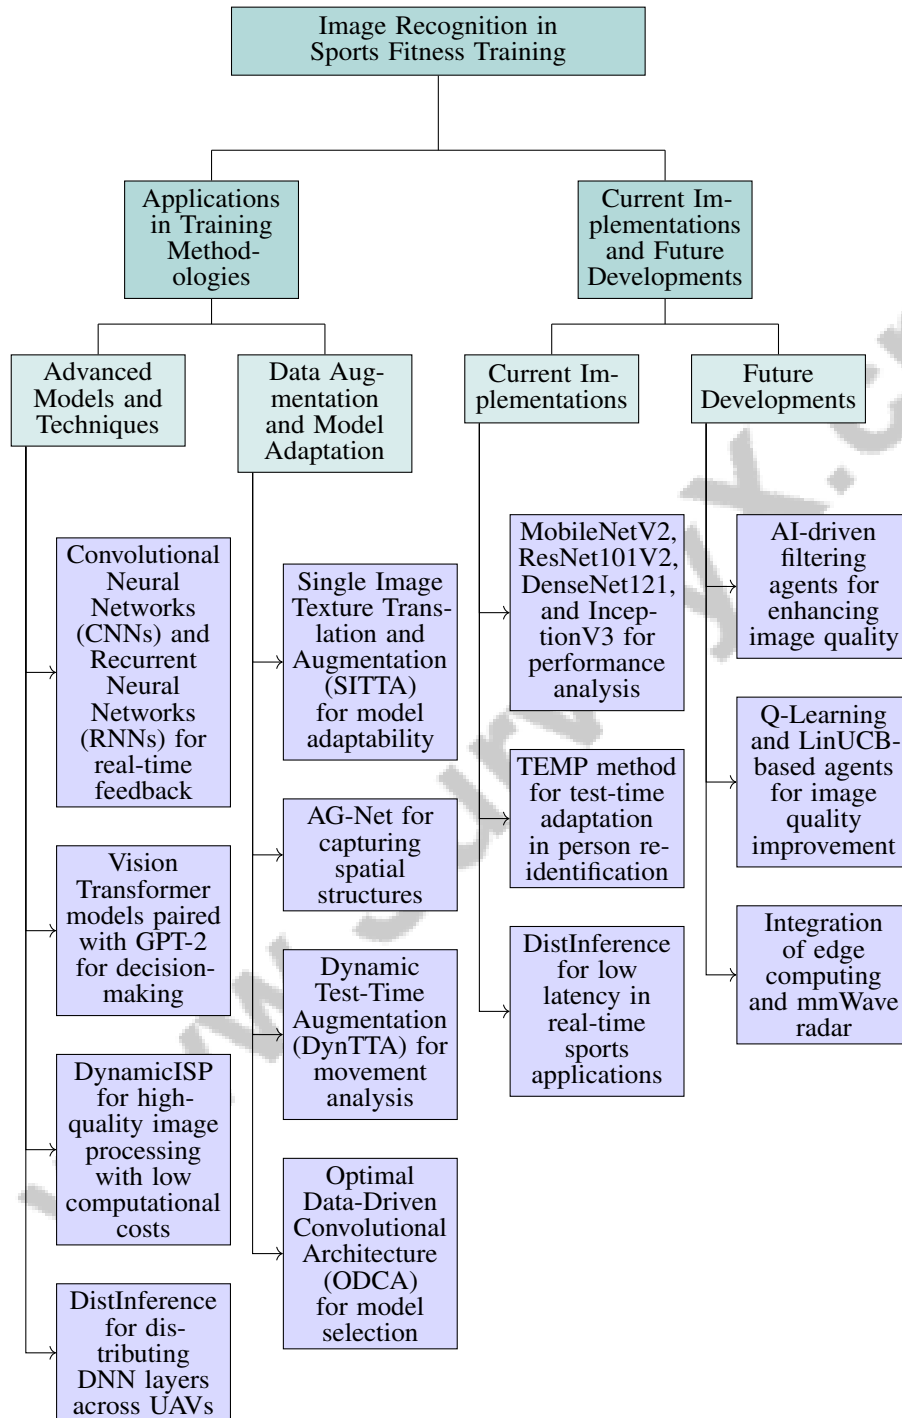 Image Recognition in
Sports Fitness Training
Applications
in Training
Method-
ologies
Current Im-
plementations
and Future
Developments
Advanced
Models and
Techniques
Data Aug-
mentation
and Model
Adaptation
Current Im-
plementations
Future
Developments
Convolutional
Neural
Networks
(CNNs) and
Recurrent
Neural
Networks
(RNNs) for
real-time
feedback
Vision
Transformer
models paired
with GPT-2
for decision-
making
DynamicISP
for high-
quality image
processing
with low
computational
costs
DistInference
for dis-
tributing
DNN layers
across UAVs
Single Image
Texture Trans-
lation and
Augmentation
(SITTA)
for model
adaptability
AG-Net for
capturing
spatial
structures
Dynamic
Test-Time
Augmentation
(DynTTA) for
movement
analysis
Optimal
Data-Driven
Convolutional
Architecture
(ODCA)
for model
selection
MobileNetV2,
ResNet101V2,
DenseNet121,
and Incep-
tionV3 for
performance
analysis
TEMP method
for test-time
adaptation
in person re-
identification
DistInference
for low
latency in
real-time
sports
applications
AI-driven
filtering
agents for
enhancing
image quality
Q-Learning
and LinUCB-
based agents
for image
quality
improvement
Integration
of edge
computing
and mmWave
radar